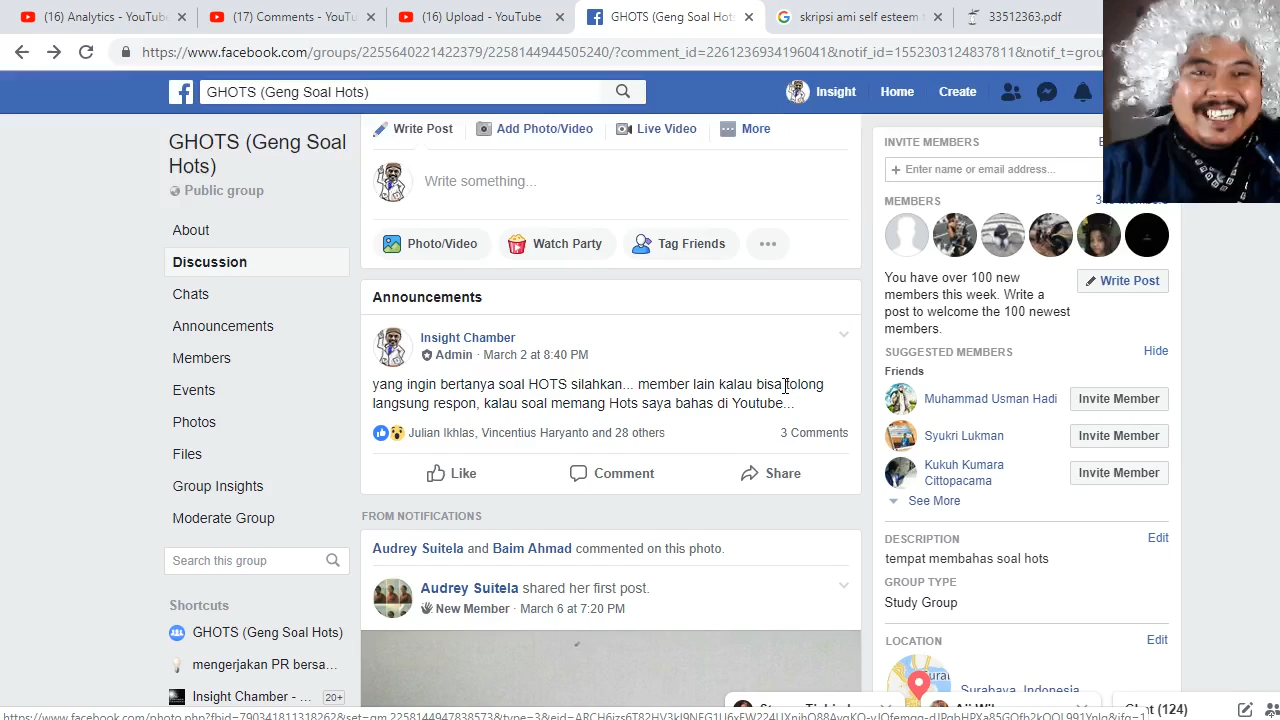 (16) Analytics - YouTub
(17) Comments - YouTu
(16) Upload - YouTube
GHOTS (Geng Soal Hots
skripsi ami self esteem t
33512363.pdf
https://www.facebook.com/groups/2255640221422379/2258144944505240/?comment_id=2261236934196041&notif_id=1552303124837811&notif_t=grou
GHOTS (Geng Soal Hots)
Insight Home Create
GHOTS (Geng Soal
Hots)
Public group
About
Discussion
Chats
Announcements
Members
Events
Photos
Videos
Files
Group Insights
Moderate Group
Search this group
Shortcuts
GHOTS (Geng Soal Hots)
mengerjakan PR bersa...
Insight Chamber - ... 20+
Write Post Add Photo/Video Live Video More
Write something...
Photo/Video Watch Party Tag Friends
Announcements
Insight Chamber
Admin · March 2 at 8:40 PM
yang ingin bertanya soal HOTS silahkan... member lain kalau bisa tolong
langsung respon, kalau soal memang Hots saya bahas di Youtube...
Julian Ikhlas, Vincentius Haryanto and 28 others 3 Comments
Like Comment Share
FROM NOTIFICATIONS
Audrey Suitela and Baim Ahmad commented on this photo.
Audrey Suitela shared her first post.
New Member · March 6 at 7:20 PM
INVITE MEMBERS
Enter name or email address...
MEMBERS
You have over 100 new
members this week. Write a
post to welcome the 100 newest
members.
Write Post
SUGGESTED MEMBERS Hide
Friends
Muhammad Usman Hadi Invite Member
Syukri Lukman Invite Member
Kukuh Kumara
Cittopacama Invite Member
See More
DESCRIPTION Edit
tempat membahas soal hots
GROUP TYPE
Study Group
LOCATION Edit
Surabaya, Indonesia
(124)